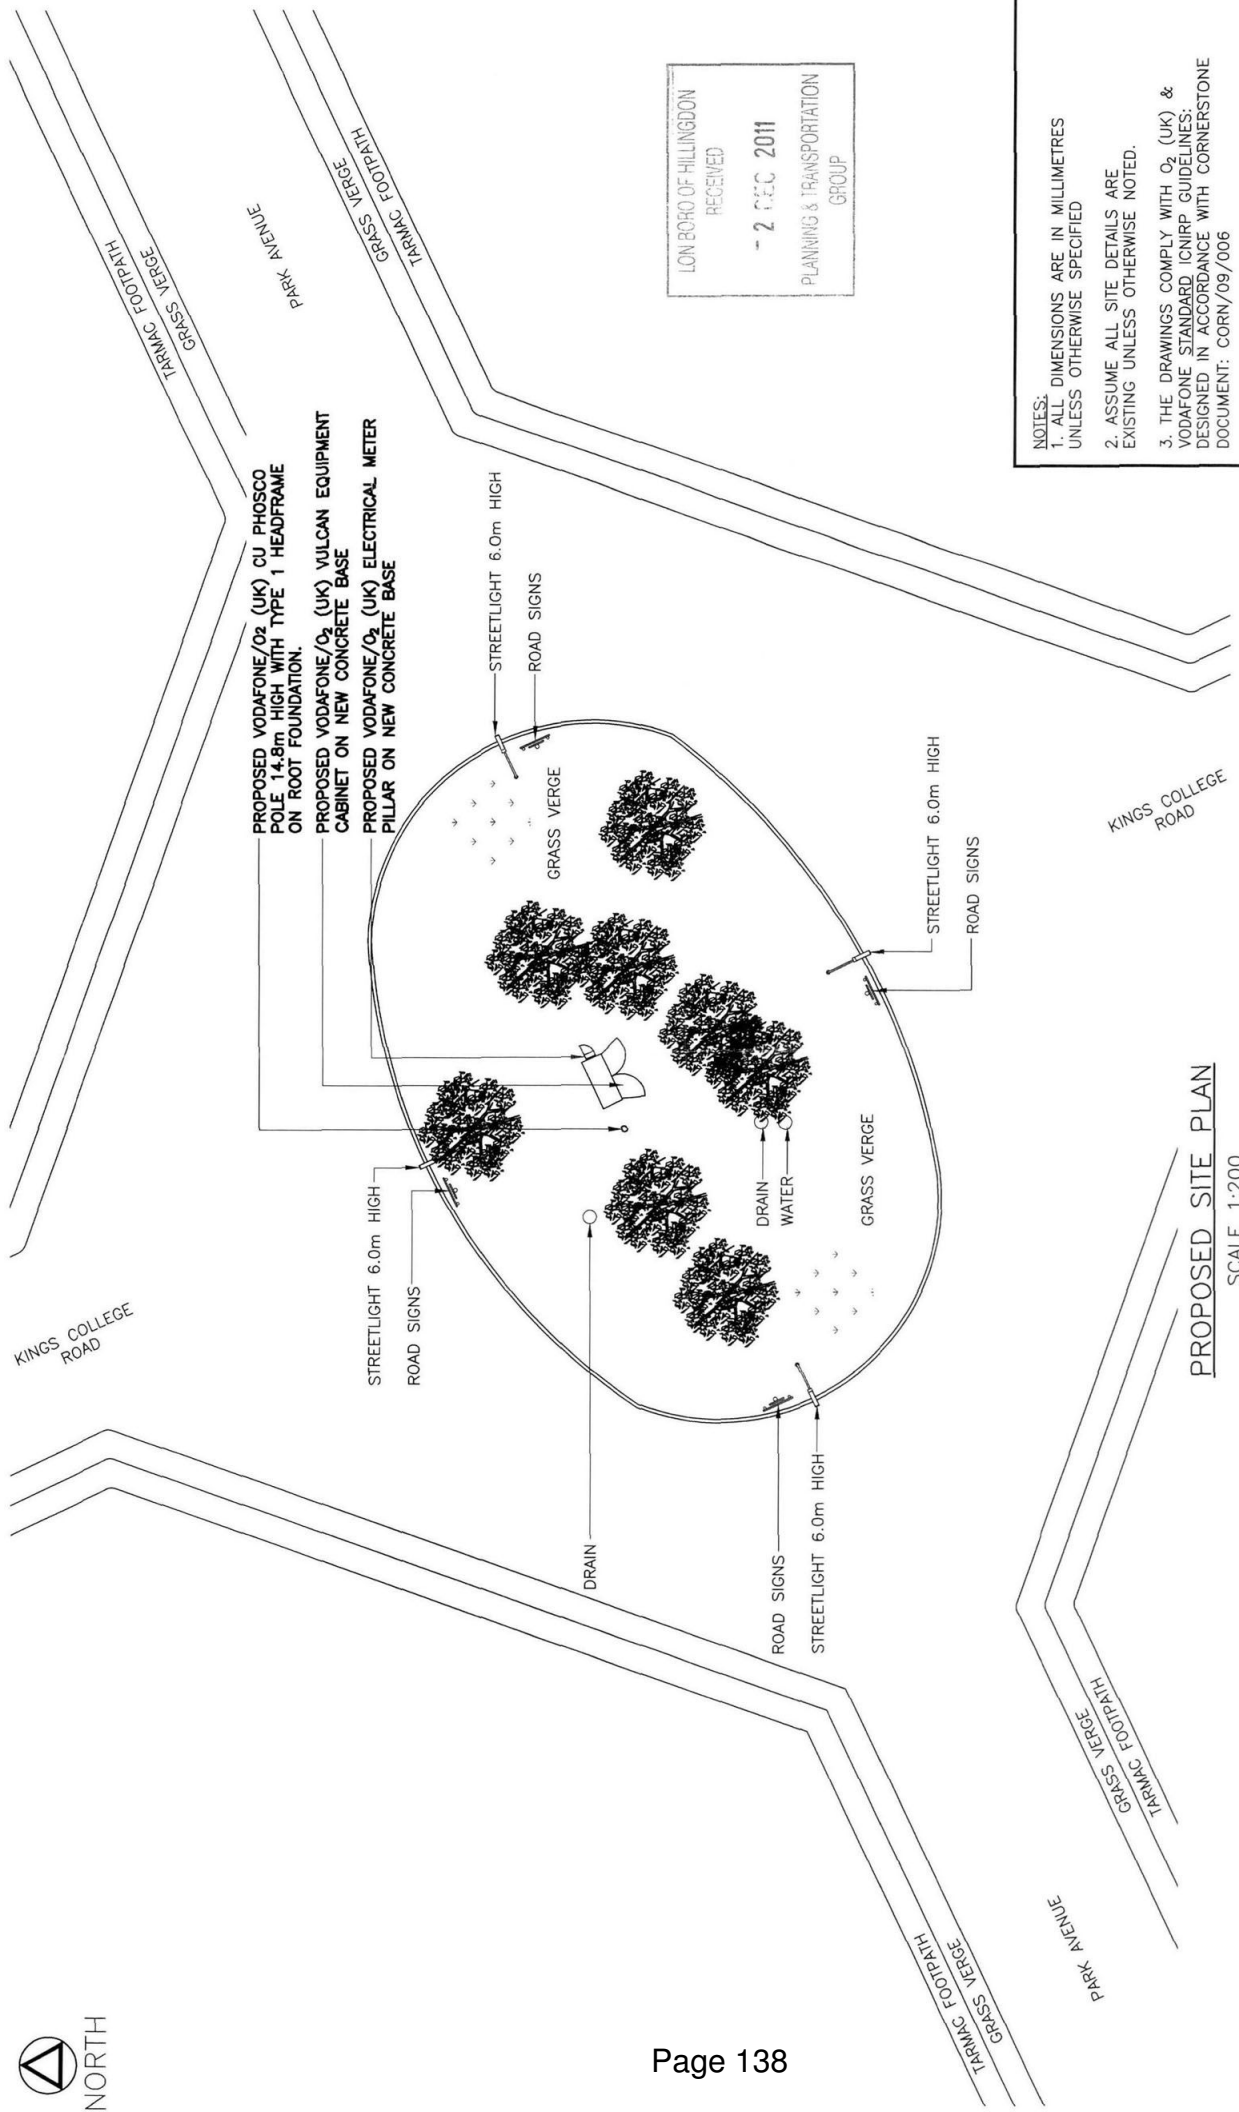 NORTH
KINGS COLLEGE
ROAD
TARMAC FOOTPATH
GRASS VERGE
PARK AVENUE
GRASS VERGE
TARMAC FOOTPATH
PROPOSED VODAFONE/O2 (UK) CU PHOSCO
POLE 14.8m HIGH WITH TYPE 1 HEADFRAME
ON ROOT FOUNDATION.
PROPOSED VODAFONE/O2 (UK) VULCAN EQUIPMENT
CABINET ON NEW CONCRETE BASE
PROPOSED VODAFONE/O2 (UK) ELECTRICAL METER
PILLAR ON NEW CONCRETE BASE
STREETLIGHT 6.0m HIGH
ROAD SIGNS
STREETLIGHT 6.0m HIGH
ROAD SIGNS
GRASS VERGE
DRAIN
DRAIN
WATER
GRASS VERGE
ROAD SIGNS
STREETLIGHT 6.0m HIGH
STREETLIGHT 6.0m HIGH
ROAD SIGNS
KINGS COLLEGE
ROAD
TARMAC FOOTPATH
GRASS VERGE
PARK AVENUE
GRASS VERGE
TARMAC FOOTPATH
LON BORO OF HILLINGDON
RECEIVED
- 2 DEC 2011
PLANNING & TRANSPORTATION
GROUP
PROPOSED SITE PLAN
SCALE 1:200
NOTES:
1. ALL DIMENSIONS ARE IN MILLIMETRES
UNLESS OTHERWISE SPECIFIED
2. ASSUME ALL SITE DETAILS ARE
EXISTING UNLESS OTHERWISE NOTED.
3. THE DRAWINGS COMPLY WITH O2 (UK) &
VODAFONE STANDARD ICNIRP GUIDELINES:
DESIGNED IN ACCORDANCE WITH CORNERSTONE
DOCUMENT: CORN/09/006
Page 138